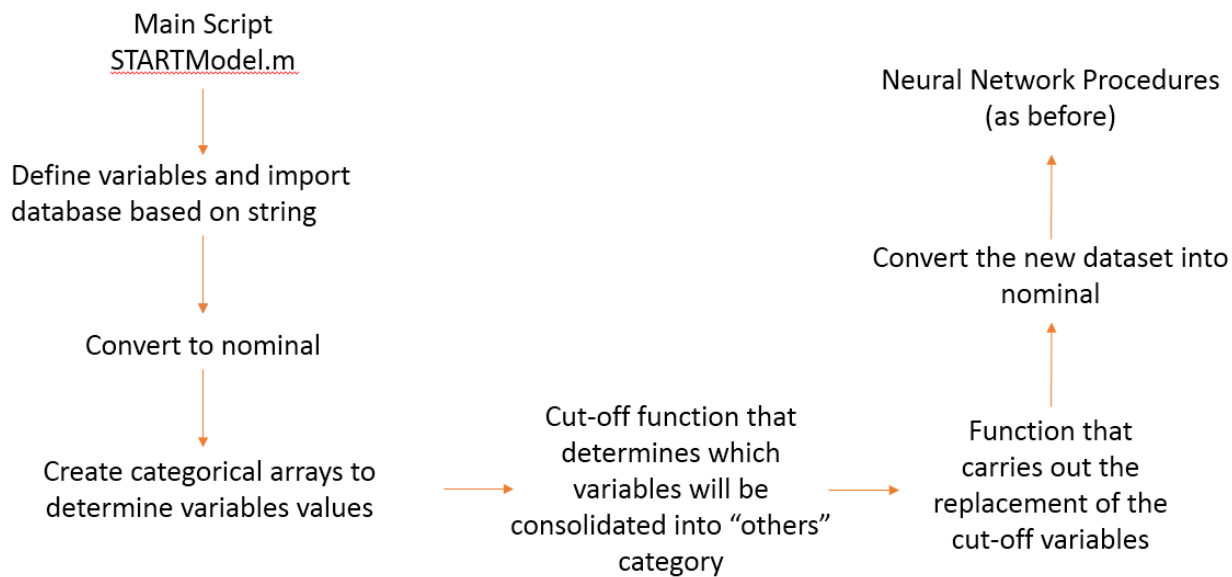 Main Script
STARTModel.m
Define variables and import
database based on string
Convert to nominal
Create categorical arrays to
determine variables values
Cut-off function that
determines which
variables will be
consolidated into “others”
category
Function that
carries out the
replacement of the
cut-off variables
Convert the new dataset into
nominal
Neural Network Procedures
(as before)